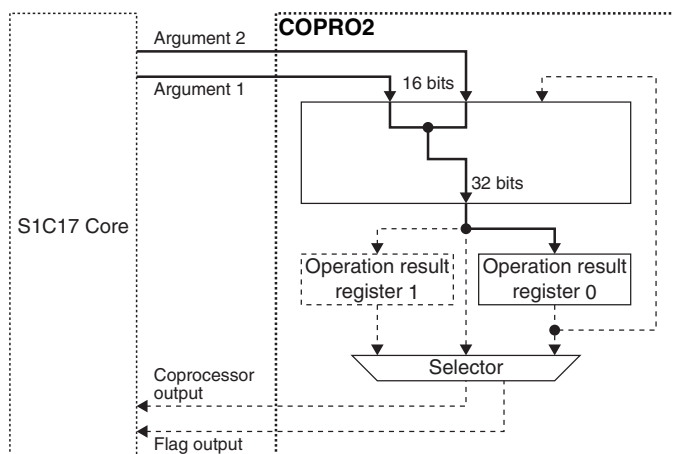 COPRO2
Argument 2
Argument 1
16 bits
32 bits
S1C17 Core
Operation result
register 1
Operation result
register 0
Selector
Coprocessor
output
Flag output